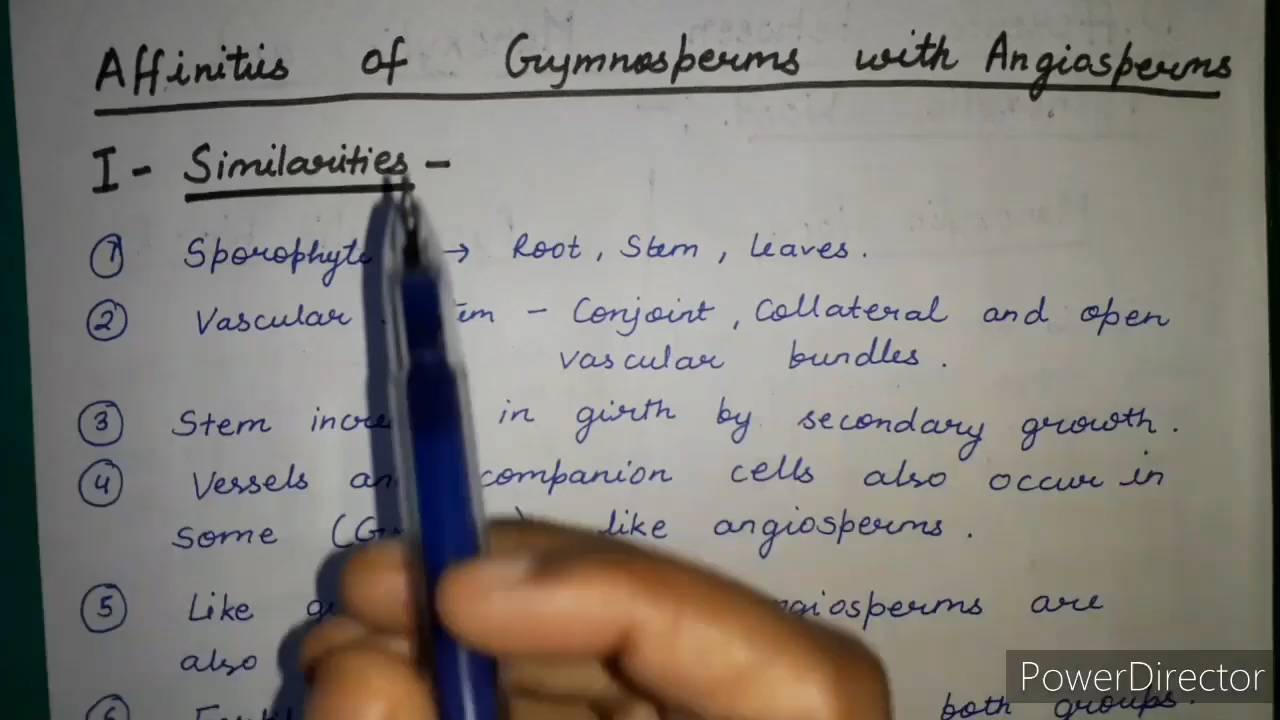 Affinities of Gymnosperms with Angiosperms
I - Similarities -
① Sporophyte → Root, Stem, leaves.
② Vascular - Conjoint, Collateral and open
vascular bundles.
③ Stem in girth by secondary growth.
④ Vessels companion cells also occur in
some like angiosperms.
⑤ Like angiosperms are
also
⑥ both groups.
PowerDirector